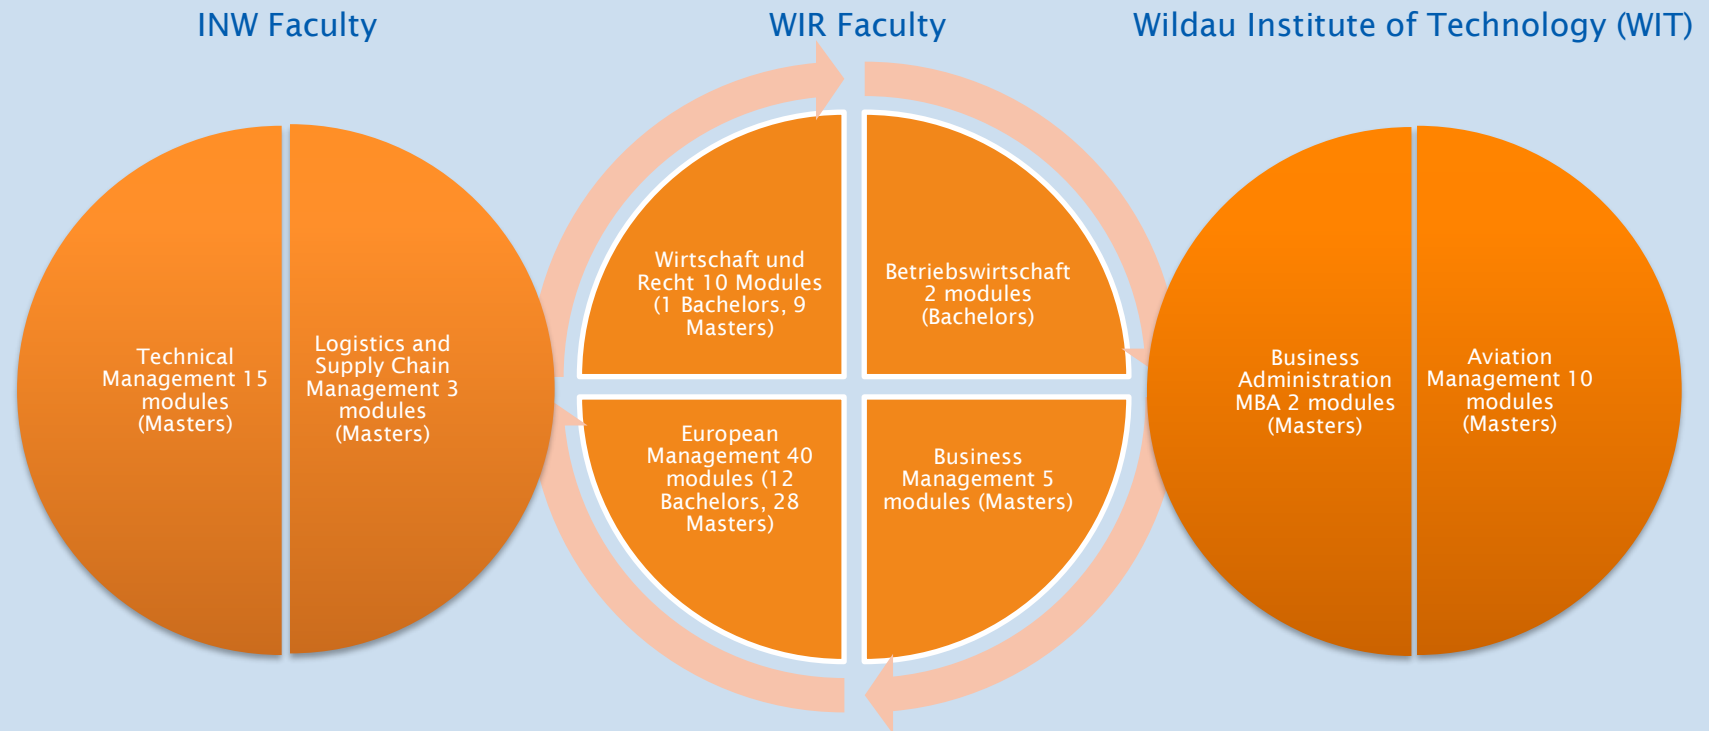 INW Faculty
WIR Faculty
Wildau Institute of Technology (WIT)
Technical
Management 15
modules
(Masters)
Logistics and
Supply Chain
Management 3
modules
(Masters)
Wirtschaft und
Recht 10 Modules
(1 Bachelors, 9
Masters)
Betriebswirtschaft
2 modules
(Bachelors)
European
Management 40
modules (12
Bachelors, 28
Masters)
Business
Management 5
modules (Masters)
Business
Administration
MBA 2 modules
(Masters)
Aviation
Management 10
modules
(Masters)